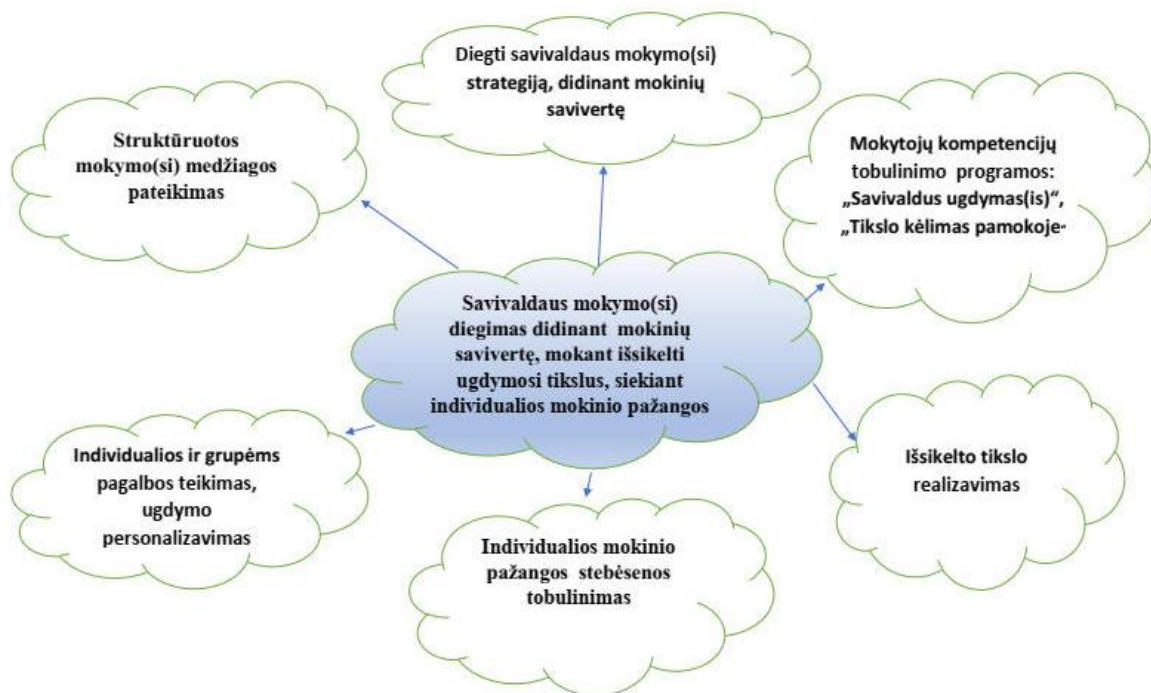 Diegti savivaldaus mokymo(si)
strategiją, didinant mokinių
savivertę
Struktūruotos
mokymo(si) medžiagos
pateikimas
Mokytojų kompetencijų
tobulinimo programos:
„Savivaldus ugdymas(is)“,
„Tikslo kėlimas pamokoje-
Savivaldaus mokymo(si)
diegimas didinant mokinių
savivertę, mokant išsikelti
ugdymosi tikslus, siekiant
individualios mokinio pažangos
Individualios ir grupėms
pagalbos teikimas,
ugdymo
personalizavimas
Išsikelto tikslo
realizavimas
Individualios mokinio
pažangos stebėsenos
tobulinimas